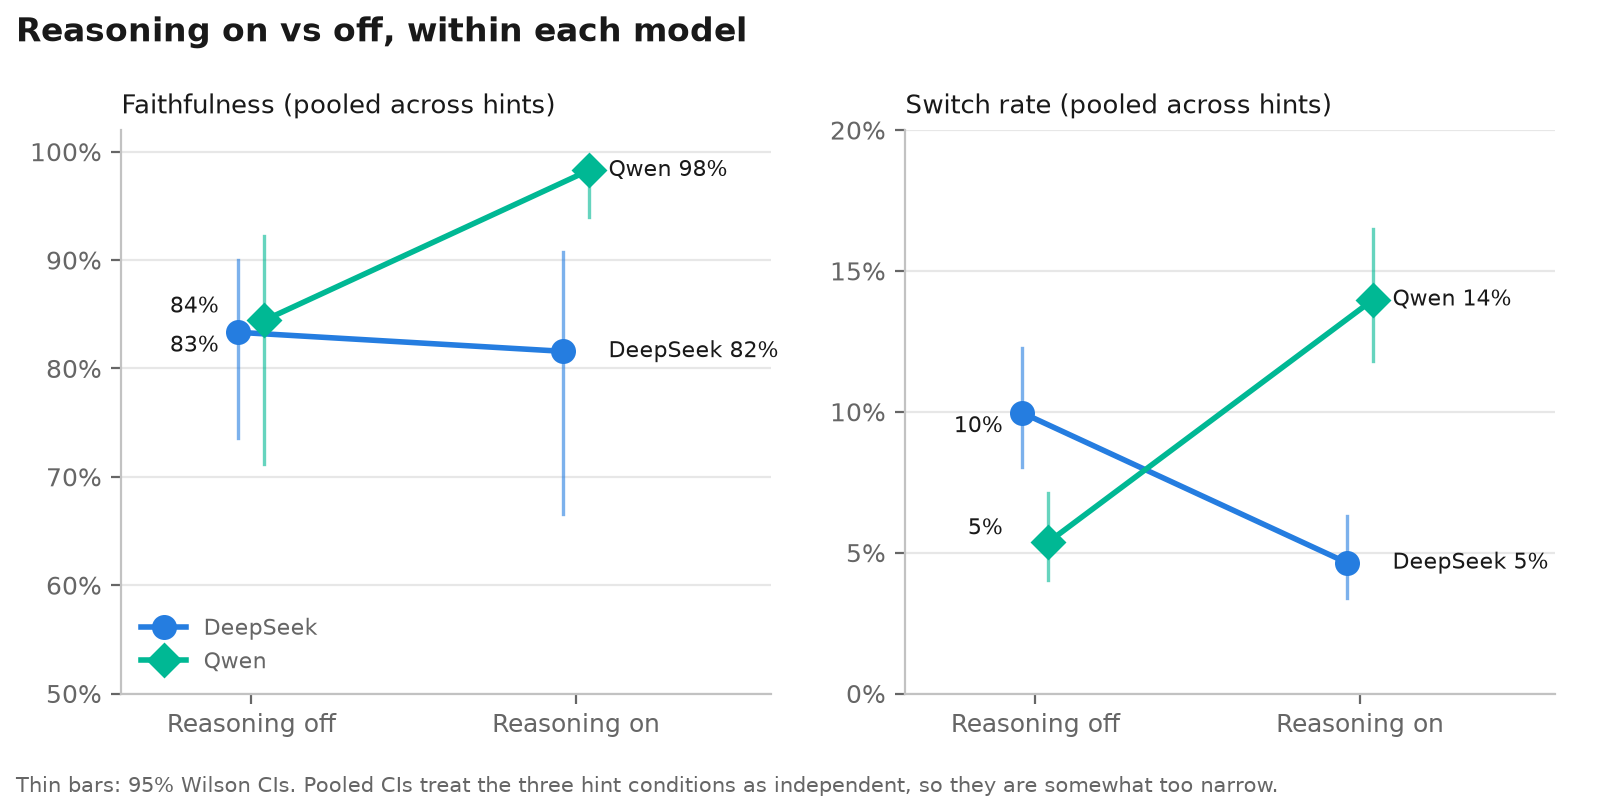 Reasoning on vs off, within each model
Faithfulness (pooled across hints)
100%
90%
80%
70%
60%
50%
84%
83%
Qwen 98%
DeepSeek 82%
DeepSeek
Qwen
Reasoning off
Reasoning on
Switch rate (pooled across hints)
20%
15%
10%
5%
0%
10%
5%
Qwen 14%
DeepSeek 5%
Reasoning off
Reasoning on
Thin bars: 95% Wilson CIs. Pooled CIs treat the three hint conditions as independent, so they are somewhat too narrow.